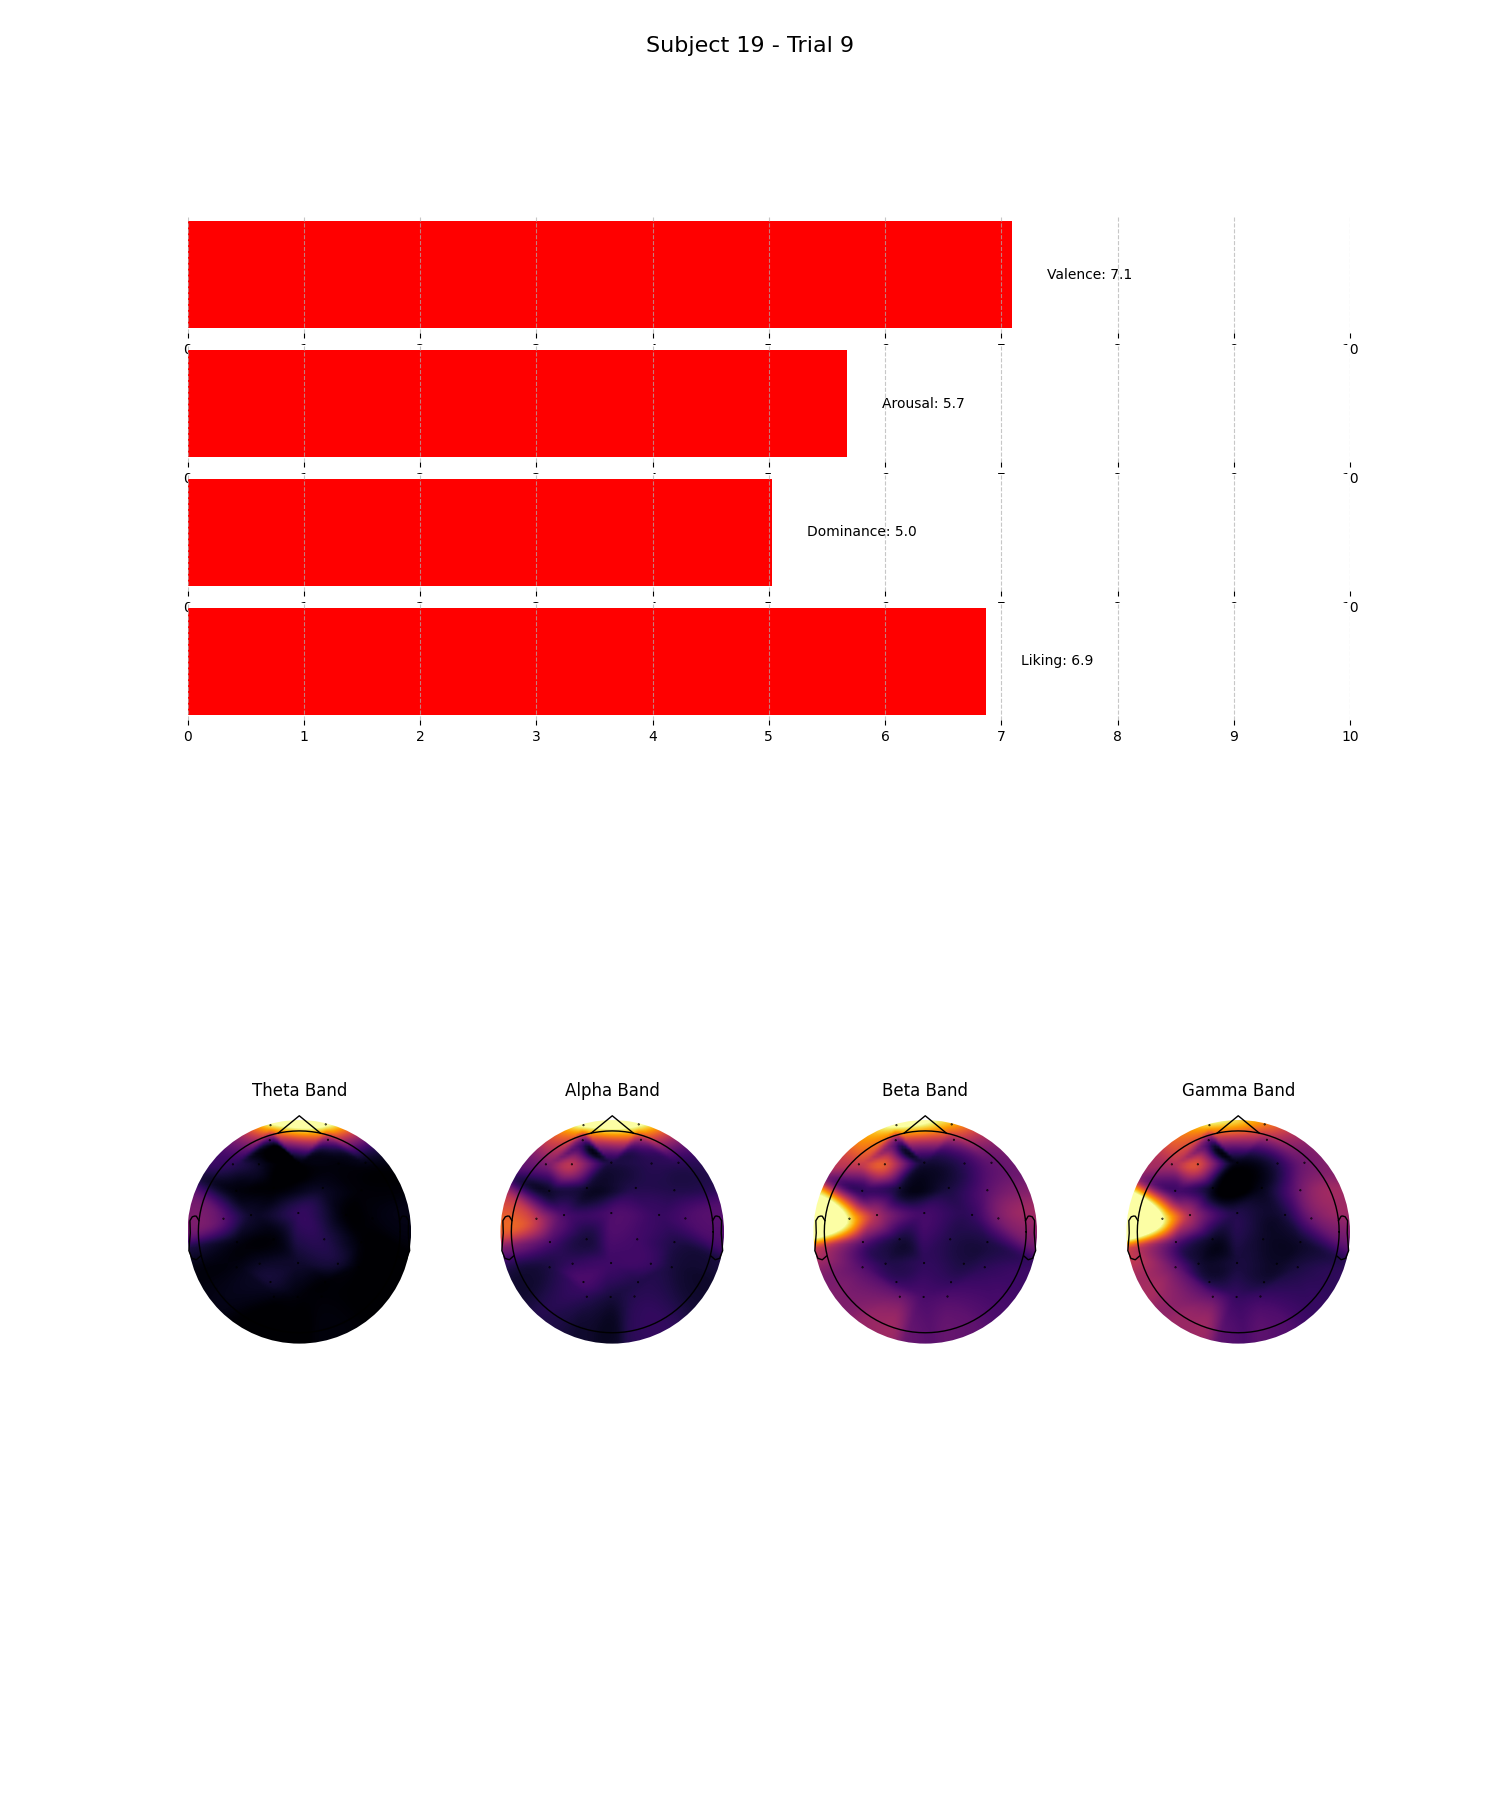 Subject 19 - Trial 9
Valence: 7.1
Arousal: 5.7
Dominance: 5.0
Liking: 6.9
0 1 2 3 4 5 6 7 8 9 10
Theta Band Alpha Band Beta Band Gamma Band